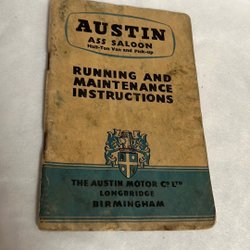 AUSTIN
A55 SALOON
Half-Ton Van and Pick-up
RUNNING AND
MAINTENANCE
INSTRUCTIONS
THE AUSTIN MOTOR Co LTD
LONGBRIDGE
BIRMINGHAM